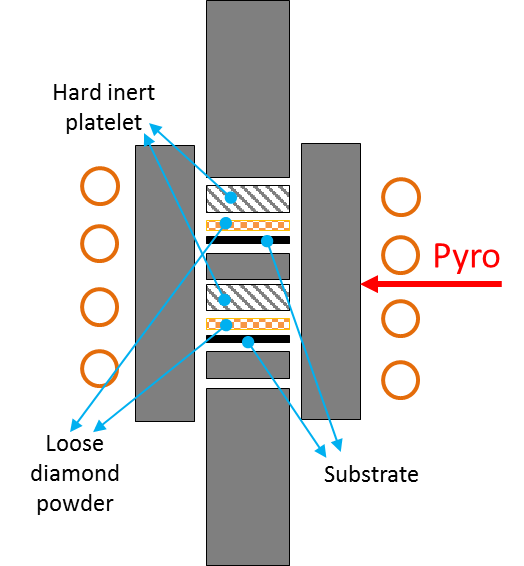 Hard inert
platelet
Pyro
Loose
diamond
powder
Substrate